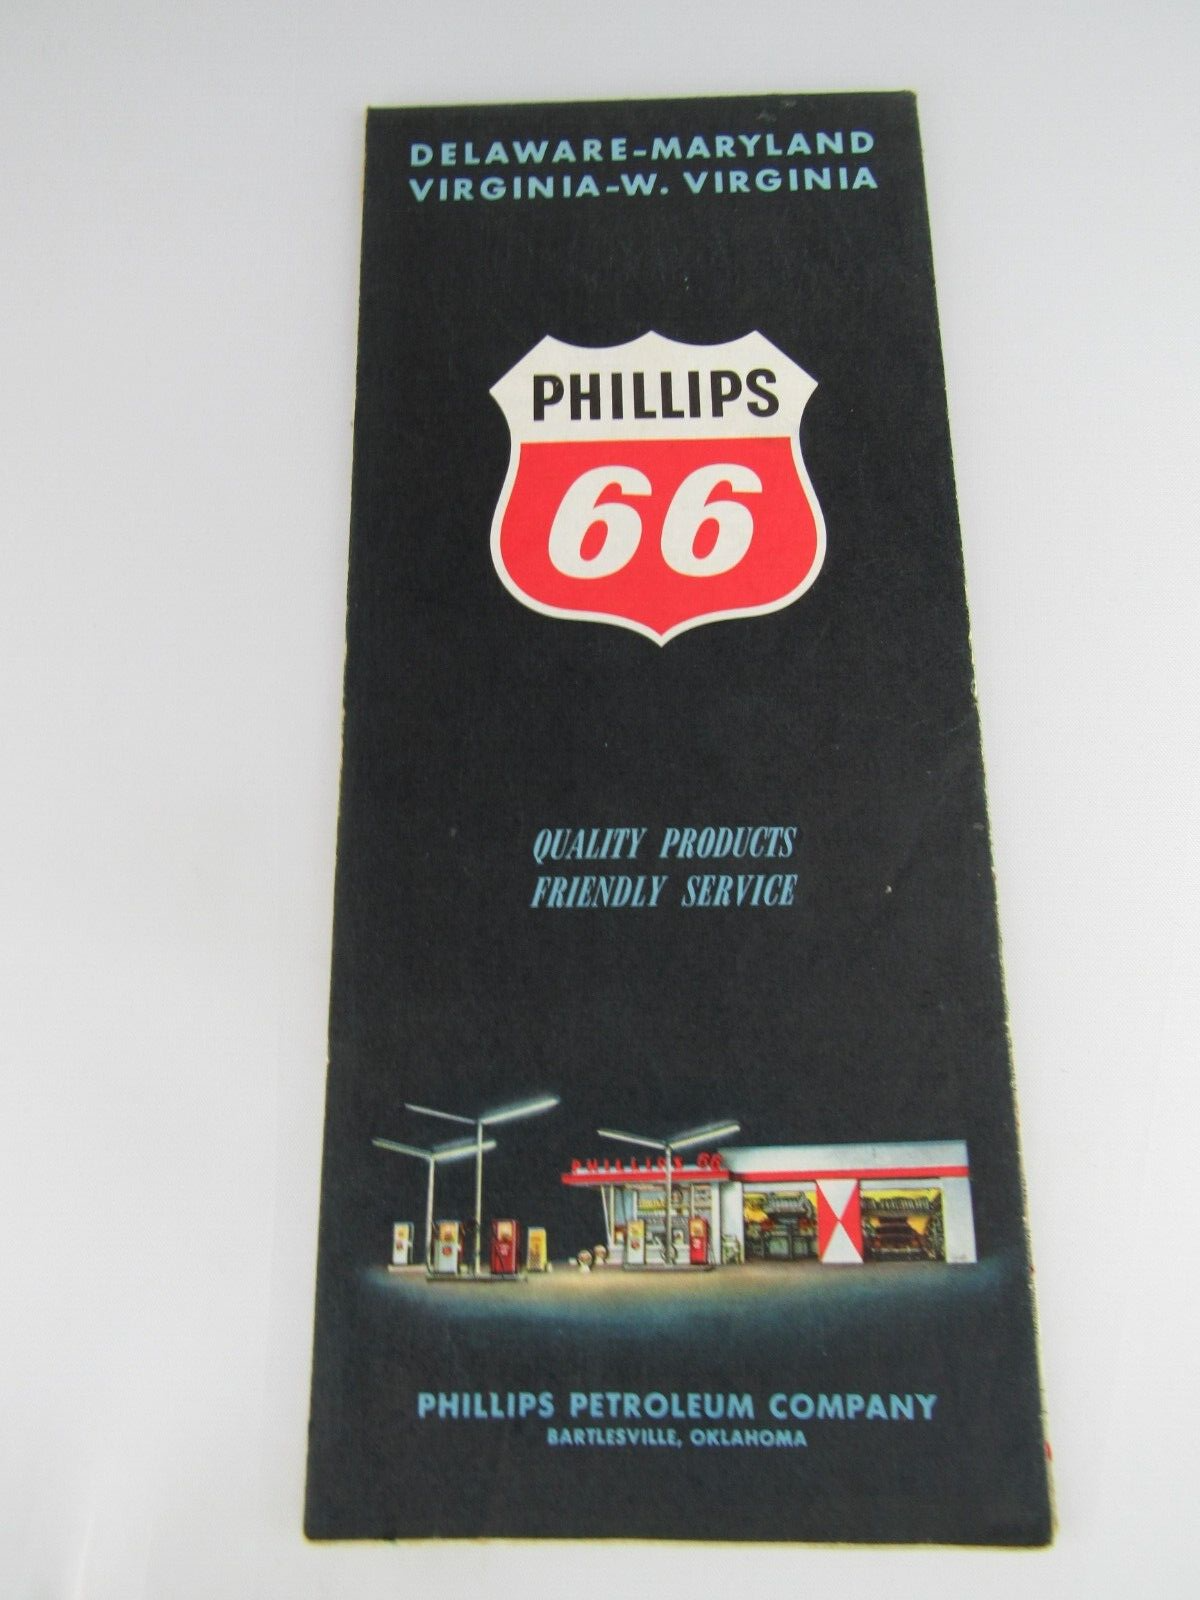 DELAWARE-MARYLAND
VIRGINIA-W. VIRGINIA
PHILLIPS
66
QUALITY PRODUCTS
FRIENDLY SERVICE
PHILLIPS 66
PHILLIPS PETROLEUM COMPANY
BARTLESVILLE, OKLAHOMA